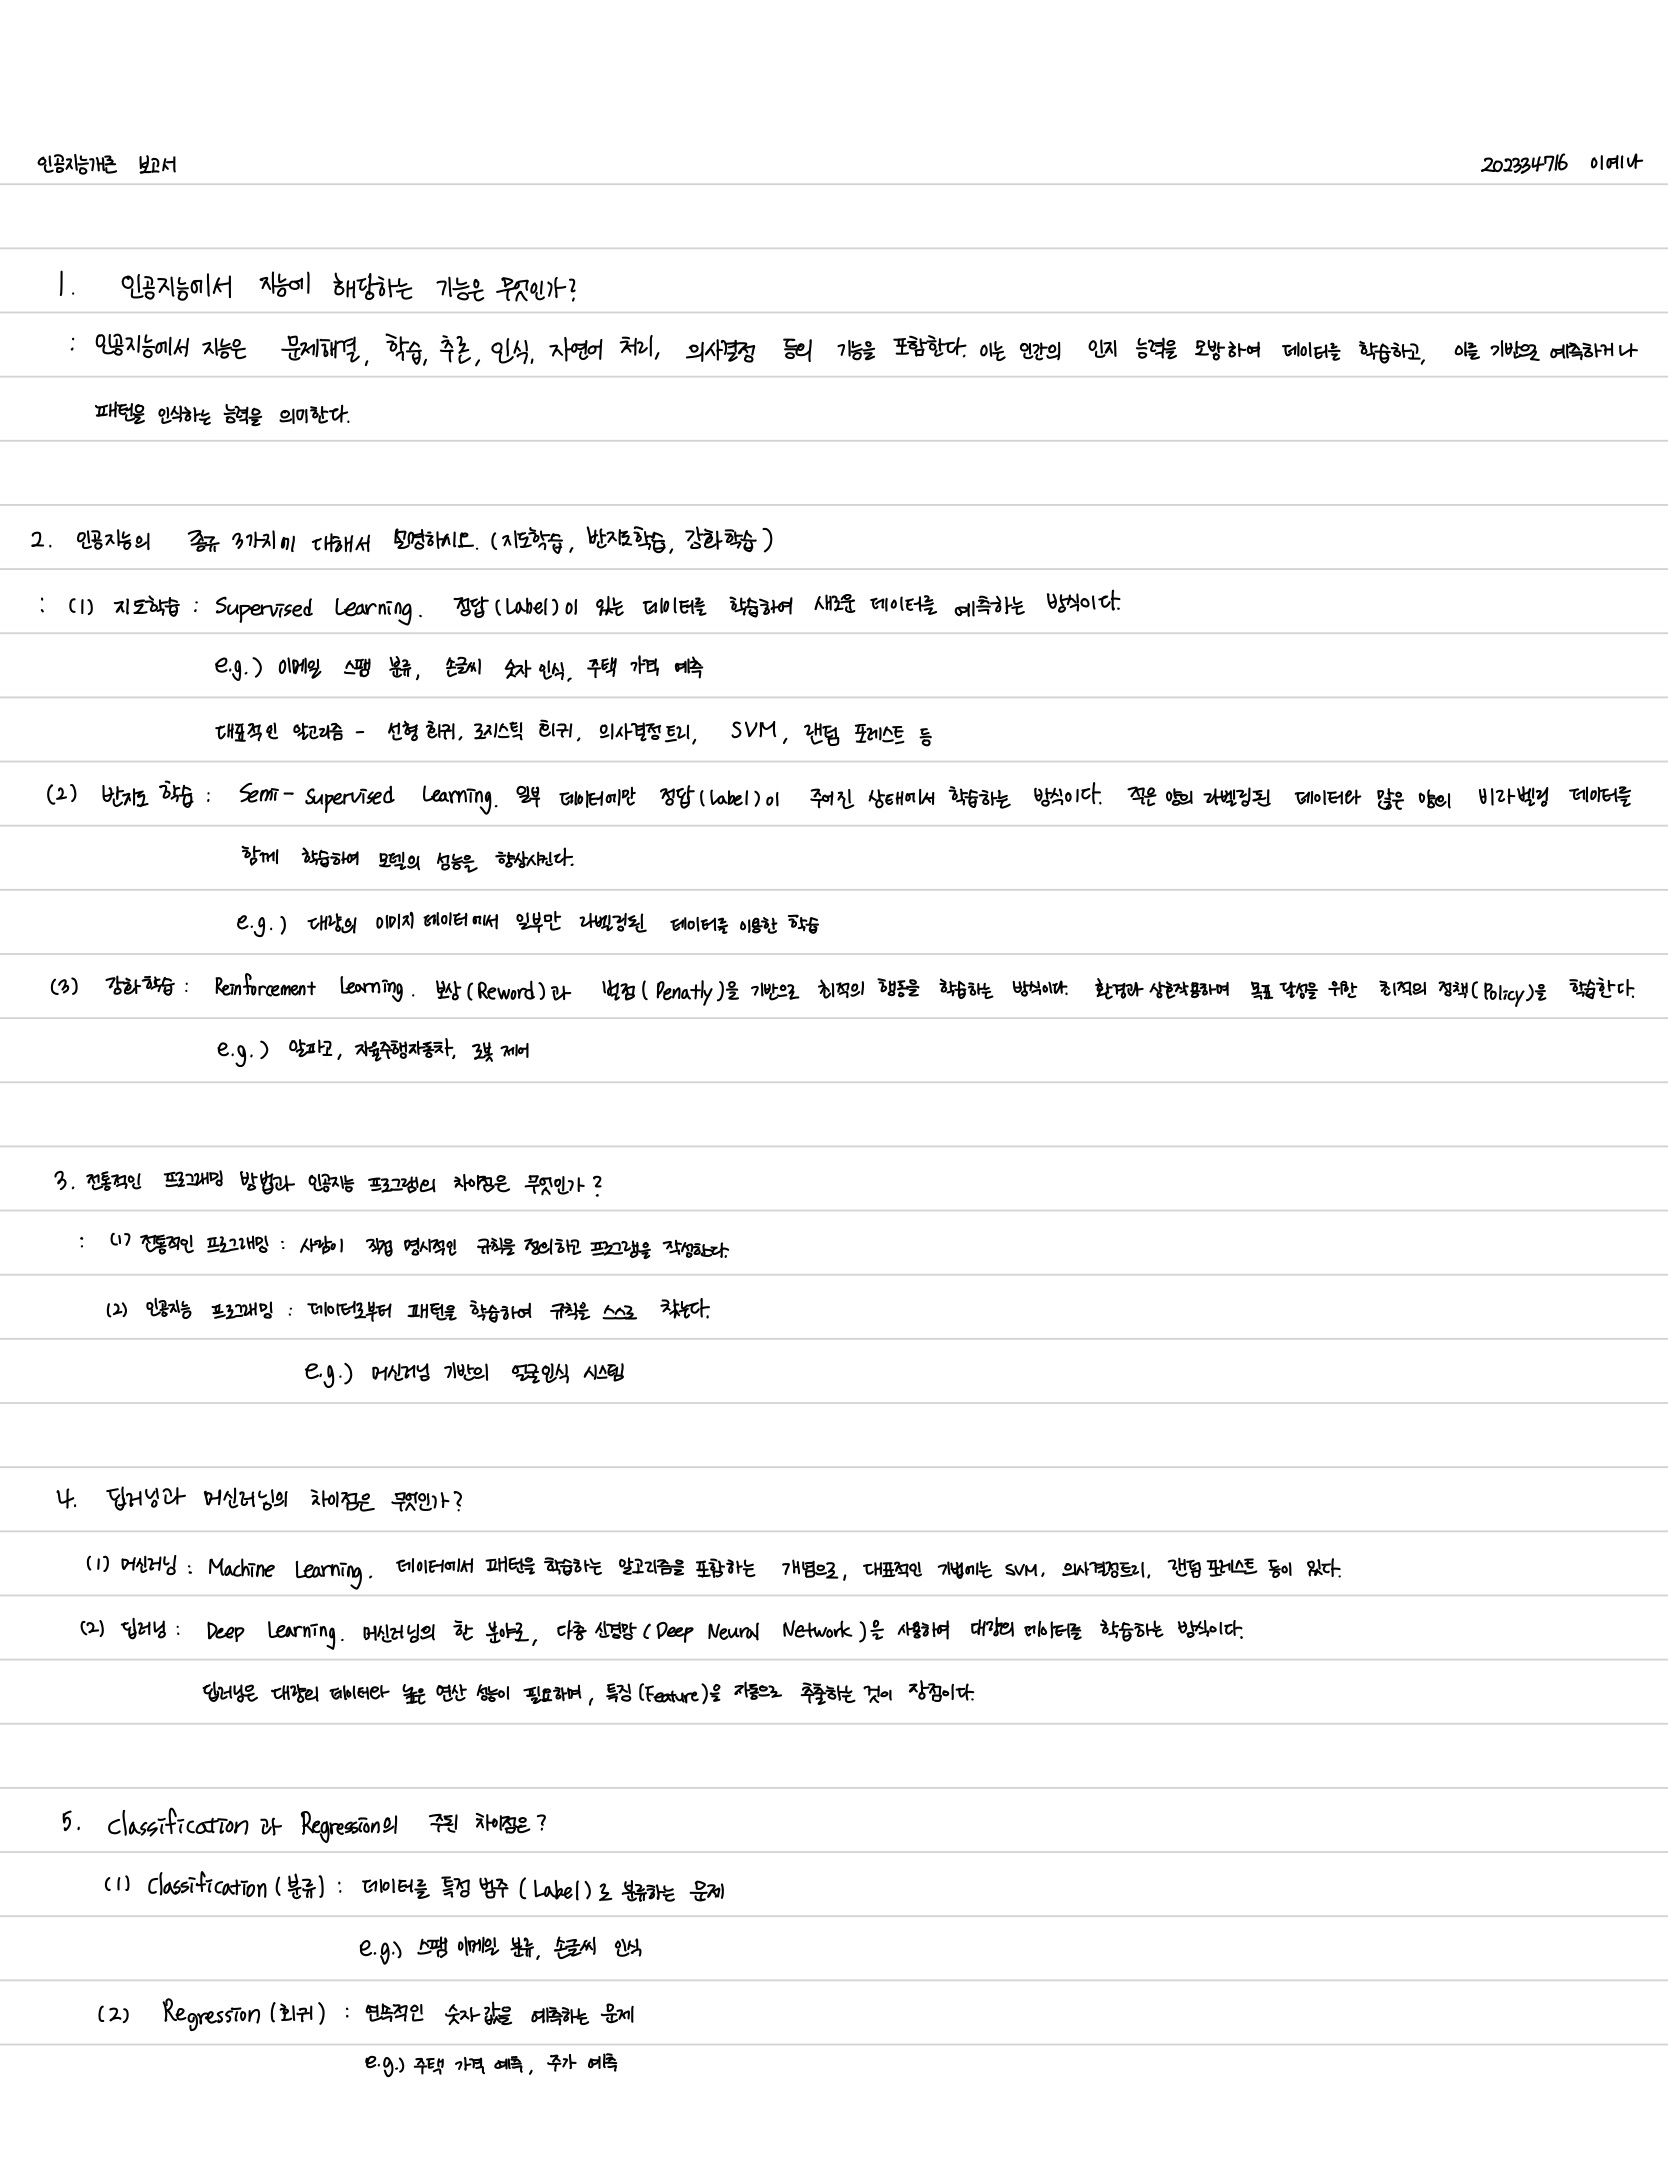 인공지능개론 보고서 202334716 이예나
1. 인공지능에서 지능에 해당하는 기능은 무엇인가?
: 인공지능에서 지능은 문제해결, 학습, 추론, 인식, 자연어 처리, 의사결정 등의 기능을 포함한다. 이는 인간의 인지 능력을 모방하여 데이터를 학습하고, 이를 기반으로 예측하거나
패턴을 인식하는 능력을 의미한다.
2. 인공지능의 종류 3가지에 대해서 설명하시오. (지도학습, 반지도학습, 강화학습)
: (1) 지도학습 : Supervised Learning. 정답(Label)이 있는 데이터를 학습하여 새로운 데이터를 예측하는 방식이다.
e.g.) 이메일 스팸 분류, 손글씨 숫자 인식, 주택 가격 예측
대표적인 알고리즘 - 선형 회귀, 로지스틱 회귀, 의사결정트리, SVM, 랜덤 포레스트 등
(2) 반지도 학습 : Semi-Supervised Learning. 일부 데이터에만 정답(Label)이 주어진 상태에서 학습하는 방식이다. 적은 양의 라벨링된 데이터와 많은 양의 비라벨링 데이터를
함께 학습하여 모델의 성능을 향상시킨다.
e.g.) 대량의 이미지 데이터에서 일부만 라벨링된 데이터를 이용한 학습
(3) 강화학습 : Reinforcement Learning. 보상(Reword)과 벌점(Penatly)을 기반으로 최적의 행동을 학습하는 방식이다. 환경과 상호작용하며 목표 달성을 위한 최적의 정책(Policy)을 학습한다.
e.g.) 알파고, 자율주행자동차, 로봇 제어
3. 전통적인 프로그래밍 방법과 인공지능 프로그램의 차이점은 무엇인가?
: (1) 전통적인 프로그래밍 : 사람이 직접 명시적인 규칙을 정의하고 프로그램을 작성한다.
(2) 인공지능 프로그래밍 : 데이터로부터 패턴을 학습하여 규칙을 스스로 찾는다.
e.g.) 머신러닝 기반의 얼굴인식 시스템
4. 딥러닝과 머신러닝의 차이점은 무엇인가?
(1) 머신러닝 : Machine Learning. 데이터에서 패턴을 학습하는 알고리즘을 포함하는 개념으로, 대표적인 기법에는 SVM, 의사결정트리, 랜덤 포레스트 등이 있다.
(2) 딥러닝 : Deep Learning. 머신러닝의 한 분야로, 다층 신경망(Deep Neural Network)을 사용하여 대량의 데이터를 학습하는 방식이다.
딥러닝은 대량의 데이터와 높은 연산 성능이 필요하며, 특징(Feature)을 자동으로 추출하는 것이 장점이다.
5. Classification과 Regression의 주된 차이점은?
(1) Classification(분류) : 데이터를 특정 범주(Label)로 분류하는 문제
e.g.) 스팸 이메일 분류, 손글씨 인식
(2) Regression(회귀) : 연속적인 숫자 값을 예측하는 문제
e.g.) 주택 가격 예측, 주가 예측